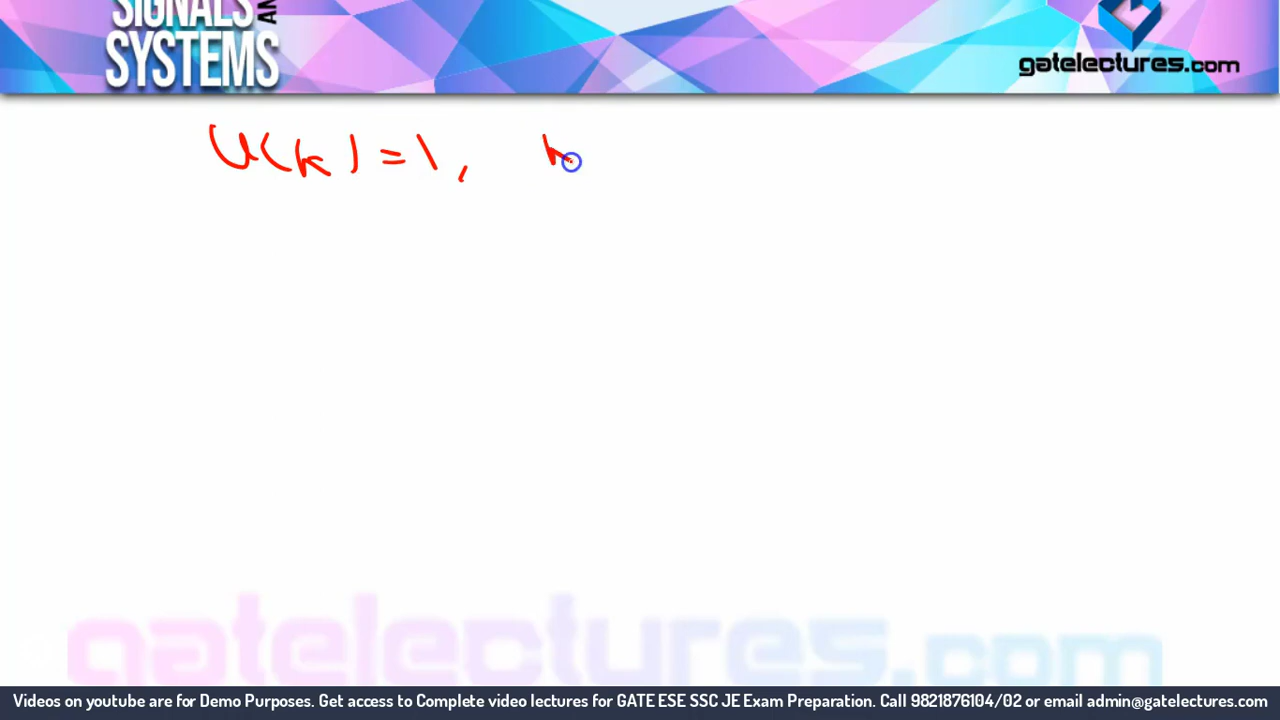 SIGNALS AND
SYSTEMS
gatelectures.com
u(k) = 1, k
gatelectures.com
Videos on youtube are for Demo Purposes. Get access to Complete video lectures for GATE ESE SSC JE Exam Preparation. Call 9821876104/02 or email admin@gatelectures.com